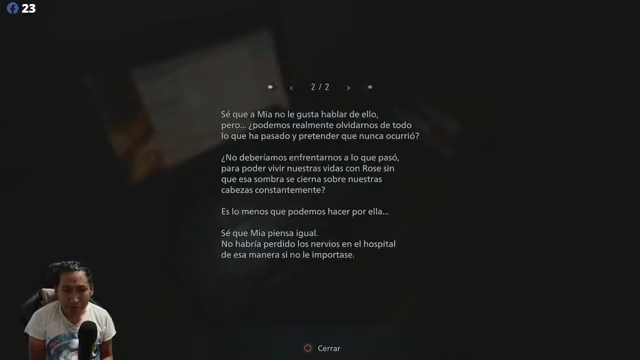 23
2 / 2
Sé que a Mia no le gusta hablar de ello,
pero... ¿podemos realmente olvidarnos de todo
lo que ha pasado y pretender que nunca ocurrió?
¿No deberíamos enfrentarnos a lo que pasó,
para poder vivir nuestras vidas con Rose sin
que esa sombra se cierna sobre nuestras
cabezas constantemente?
Es lo menos que podemos hacer por ella...
Sé que Mia piensa igual.
No habría perdido los nervios en el hospital
de esa manera si no le importase.
Cerrar